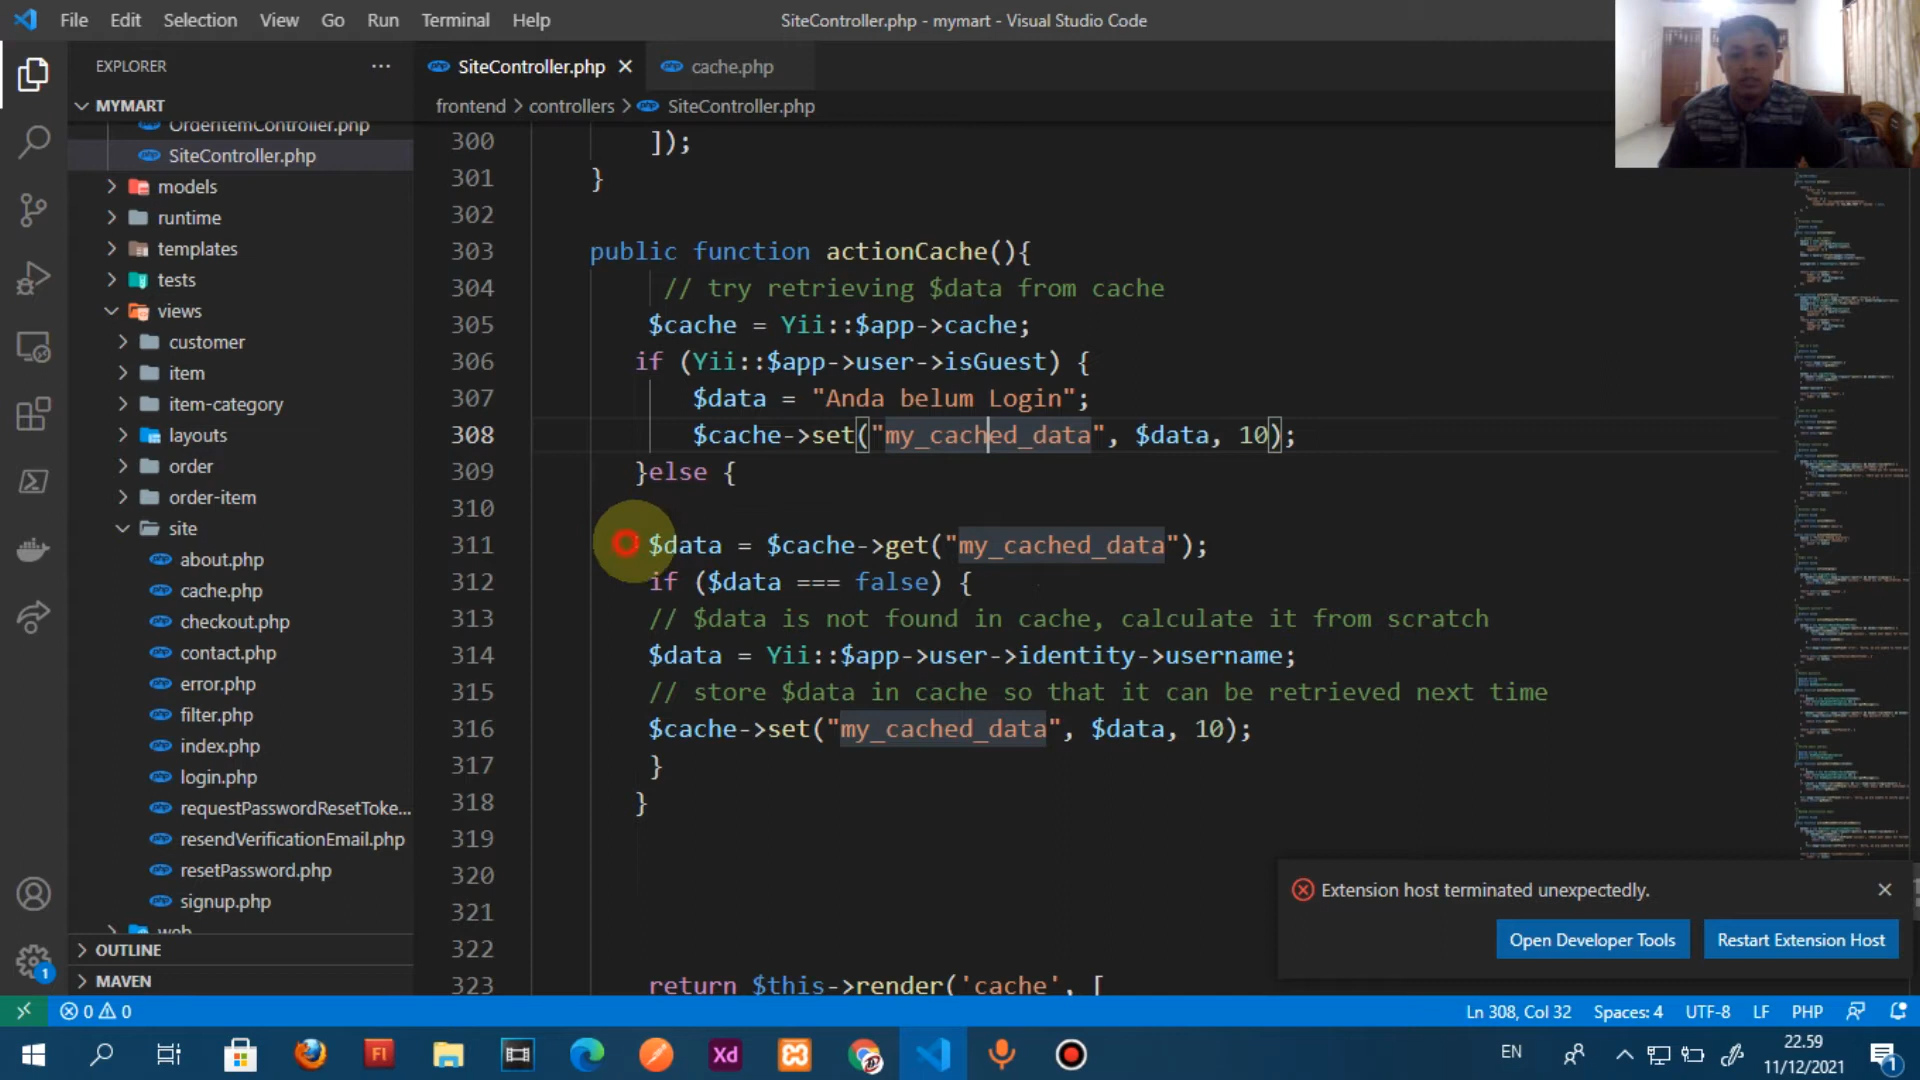 File Edit Selection View Go Run Terminal Help
SiteController.php - mymart - Visual Studio Code
EXPLORER
SiteController.php
cache.php
MYMART
frontend > controllers > SiteController.php
OrderItemController.php
SiteController.php
models
runtime
templates
tests
views
customer
item
item-category
layouts
order
order-item
site
about.php
cache.php
checkout.php
contact.php
error.php
filter.php
index.php
login.php
requestPasswordResetToke...
resendVerificationEmail.php
resetPassword.php
signup.php
web
OUTLINE
MAVEN
300 ]);
301 }
302
303 public function actionCache(){
304 // try retrieving $data from cache
305 $cache = Yii::$app->cache;
306 if (Yii::$app->user->isGuest) {
307 $data = "Anda belum Login";
308 $cache->set("my_cached_data", $data, 10);
309 }else {
310
311 $data = $cache->get("my_cached_data");
312 if ($data === false) {
313 // $data is not found in cache, calculate it from scratch
314 $data = Yii::$app->user->identity->username;
315 // store $data in cache so that it can be retrieved next time
316 $cache->set("my_cached_data", $data, 10);
317 }
318 }
319
320
321
322
323 return $this->render('cache', [
Extension host terminated unexpectedly.
Open Developer Tools
Restart Extension Host
1
0 0
Ln 308, Col 32 Spaces: 4 UTF-8 LF PHP
Fl
Xd
EN
22.59
11/12/2021
1